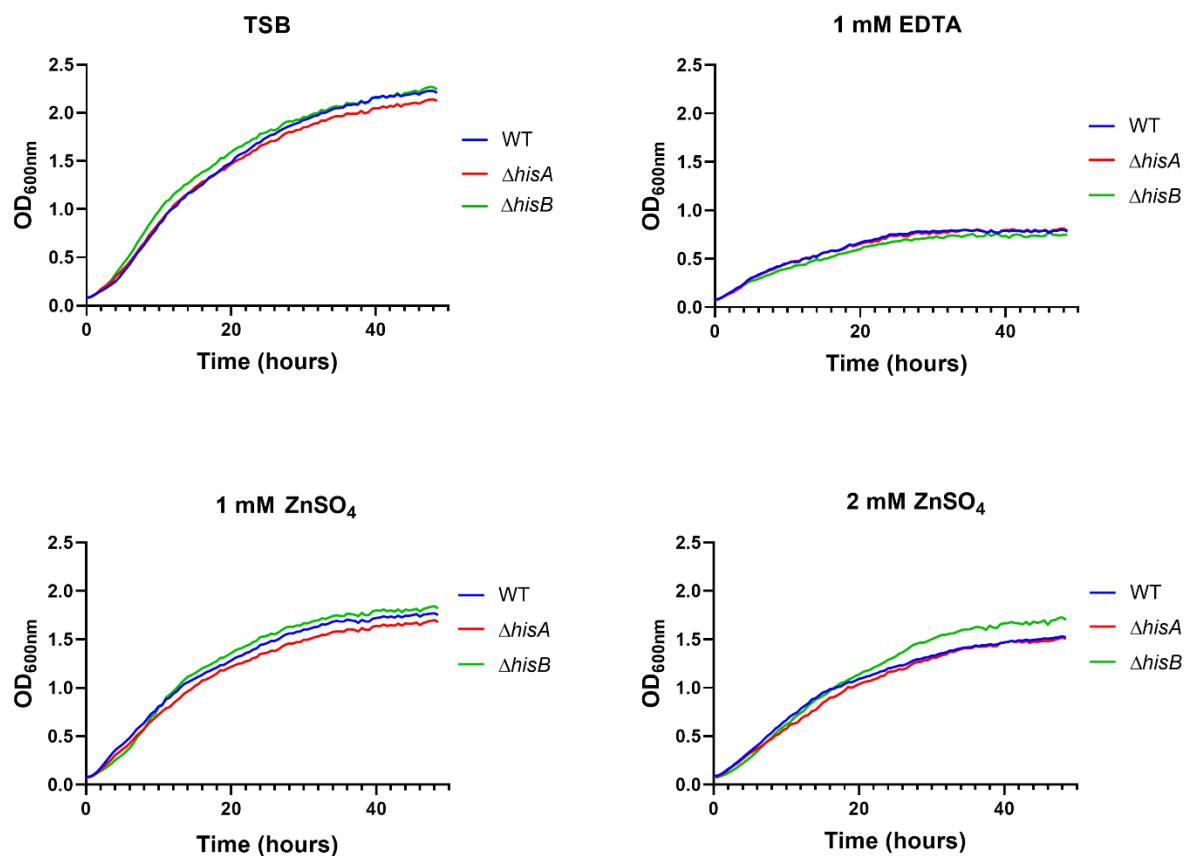 TSB
2.5
2.0
1.5
1.0
0.5
0.0
0 20 40
OD600nm
Time (hours)
WT
ΔhisA
ΔhisB
1 mM EDTA
2.5
2.0
1.5
1.0
0.5
0.0
0 20 40
OD600nm
Time (hours)
WT
ΔhisA
ΔhisB
1 mM ZnSO4
2.5
2.0
1.5
1.0
0.5
0.0
0 20 40
OD600nm
Time (hours)
WT
ΔhisA
ΔhisB
2 mM ZnSO4
2.5
2.0
1.5
1.0
0.5
0.0
0 20 40
OD600nm
Time (hours)
WT
ΔhisA
ΔhisB